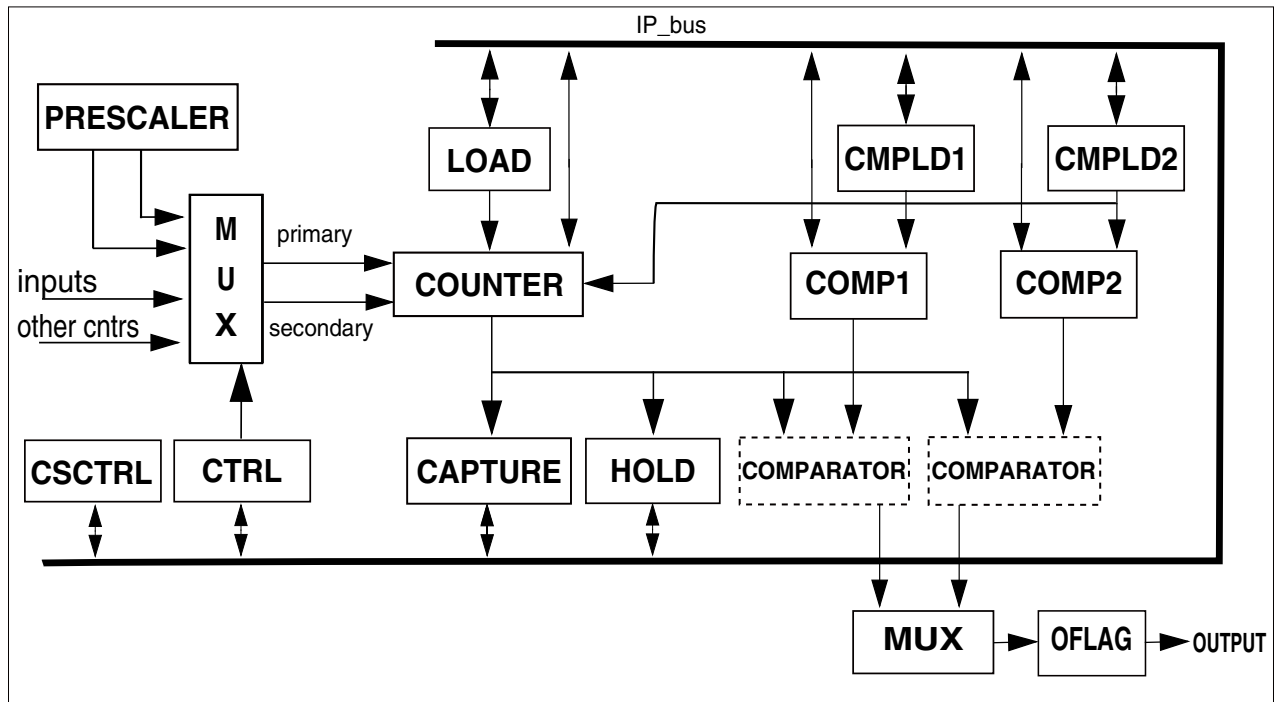 IP_bus
PRESCALER
LOAD
CMPLD1
CMPLD2
M
U
X
primary
secondary
inputs
other cntrs
COUNTER
COMP1
COMP2
CSCTRL
CTRL
CAPTURE
HOLD
COMPARATOR
COMPARATOR
MUX
OFLAG
OUTPUT